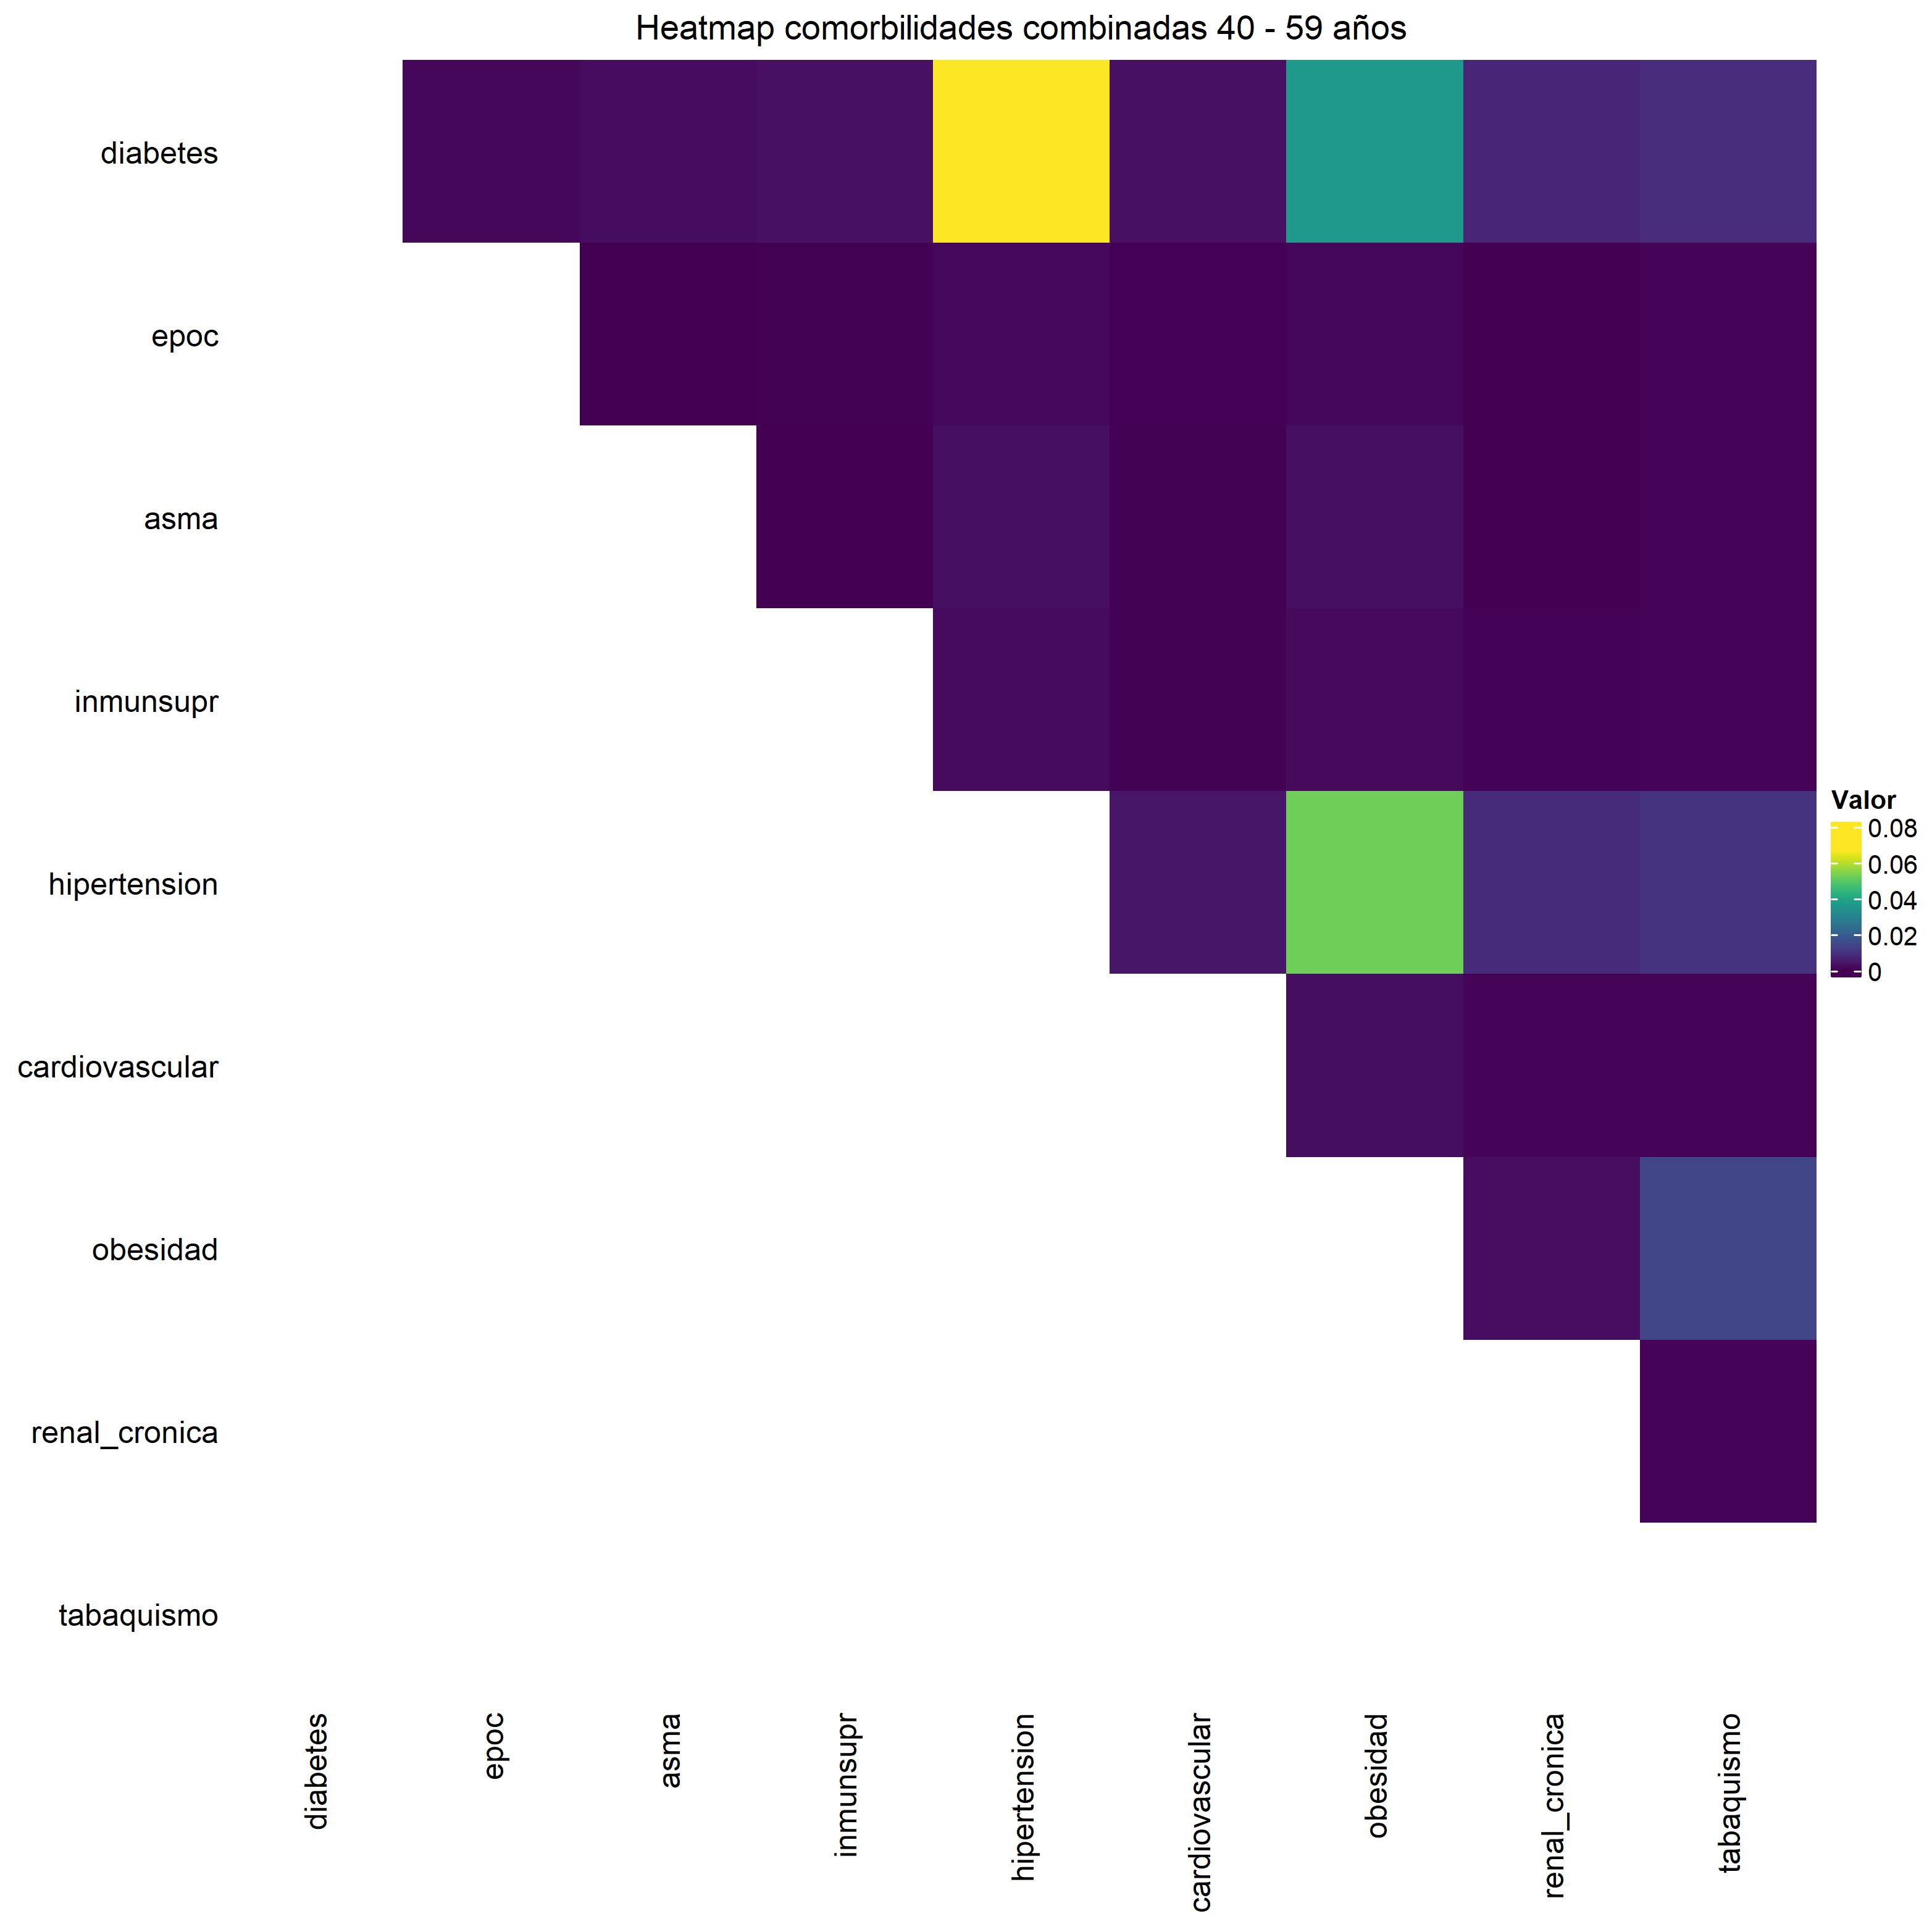 Heatmap comorbilidades combinadas 40 - 59 años
diabetes
epoc
asma
inmunsupr
hipertension
cardiovascular
obesidad
renal_cronica
tabaquismo
Valor
0.08
0.06
0.04
0.02
0
diabetes
epoc
asma
inmunsupr
hipertension
cardiovascular
obesidad
renal_cronica
tabaquismo